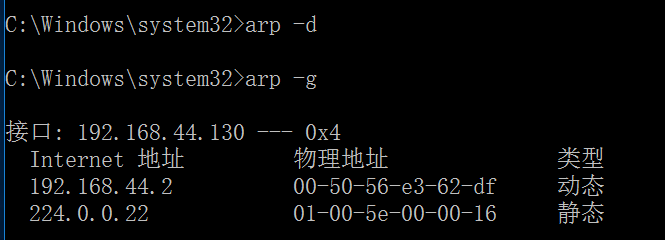 C:\Windows\system32>arp -d
C:\Windows\system32>arp -g
接口: 192.168.44.130 --- 0x4
Internet 地址 物理地址 类型
192.168.44.2 00-50-56-e3-62-df 动态
224.0.0.22 01-00-5e-00-00-16 静态